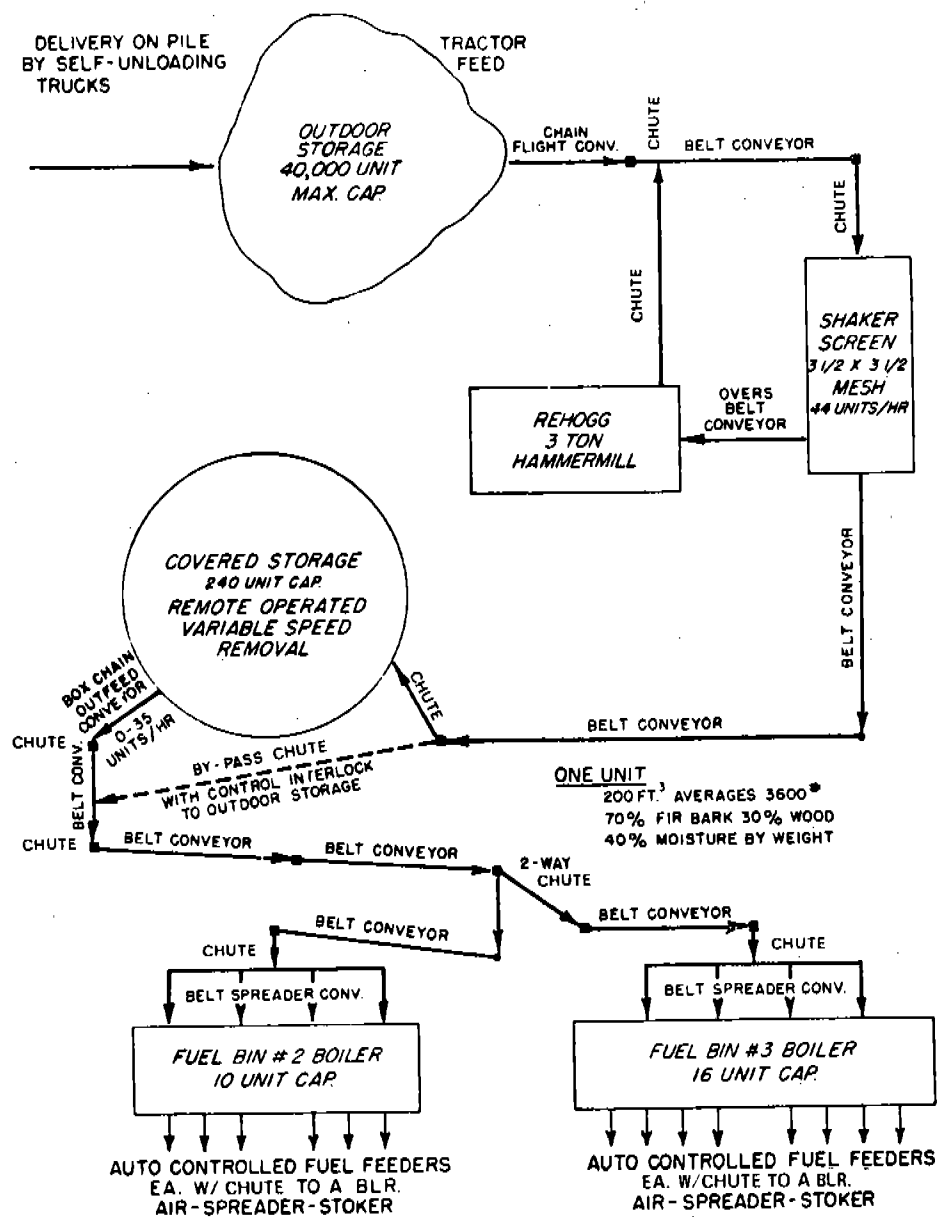 DELIVERY ON PILE
BY SELF-UNLOADING
TRUCKS
TRACTOR
FEED
OUTDOOR
STORAGE
40,000 UNIT
MAX. CAP.
CHAIN
FLIGHT CONV.
CHUTE
BELT CONVEYOR
CHUTE
CHUTE
SHAKER
SCREEN
3 1/2 X 3 1/2
MESH
44 UNITS/HR
OVERS
BELT
CONVEYOR
REHOGG
3 TON
HAMMERMILL
BELT CONVEYOR
COVERED STORAGE
240 UNIT CAP.
REMOTE OPERATED
VARIABLE SPEED
REMOVAL
BOX CHAIN
OUTFEED
CONVEYOR
0-35
UNITS/HR
CHUTE
BELT CONVEYOR
CHUTE
BELT CONV.
BY-PASS CHUTE
WITH CONTROL INTERLOCK
TO OUTDOOR STORAGE
ONE UNIT
200 FT.³ AVERAGES 3600#
70% FIR BARK 30% WOOD
40% MOISTURE BY WEIGHT
CHUTE
BELT CONVEYOR
BELT CONVEYOR
2-WAY
CHUTE
BELT CONVEYOR
BELT CONVEYOR
CHUTE
CHUTE
BELT SPREADER CONV.
BELT SPREADER CONV.
FUEL BIN #2 BOILER
10 UNIT CAP.
FUEL BIN #3 BOILER
16 UNIT CAP.
AUTO CONTROLLED FUEL FEEDERS
EA. W/CHUTE TO A BLR.
AIR-SPREADER-STOKER
AUTO CONTROLLED FUEL FEEDERS
EA. W/CHUTE TO A BLR.
AIR-SPREADER-STOKER